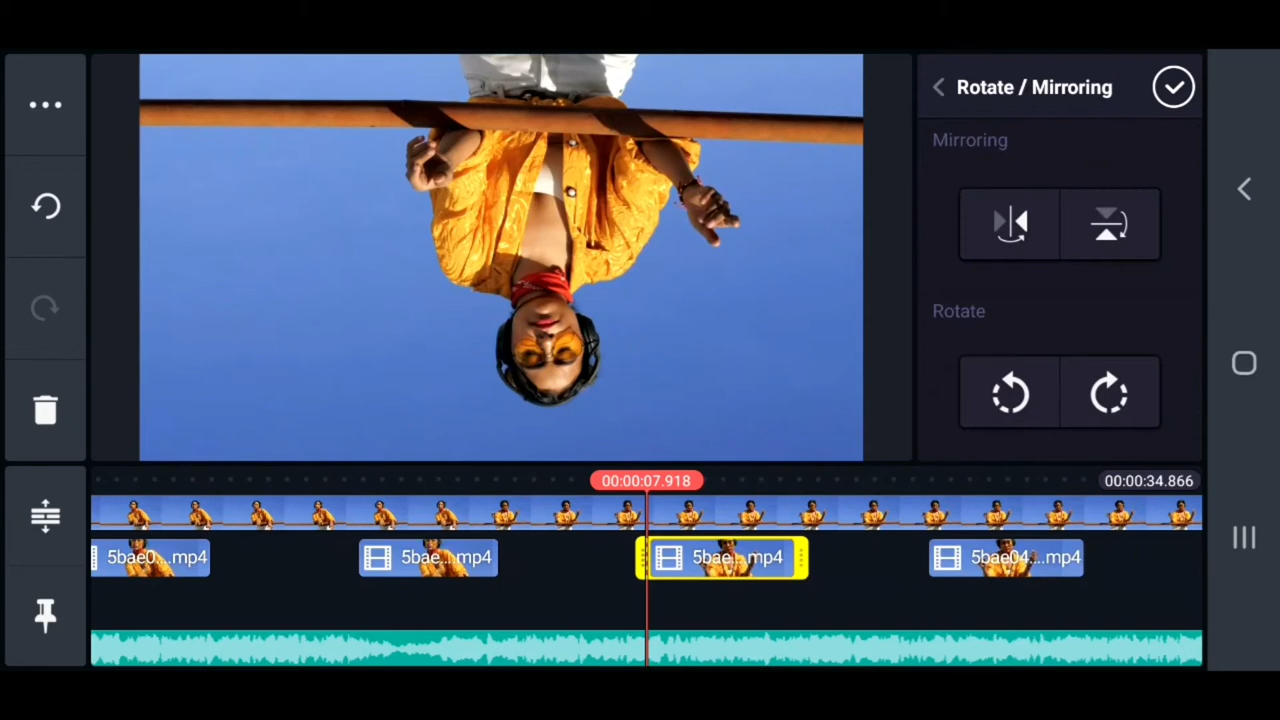 Rotate / Mirroring
Mirroring
Rotate
00:00:07.918
00:00:34.866
5bae0....mp4
5bae...mp4
5bae...mp4
5bae04....mp4